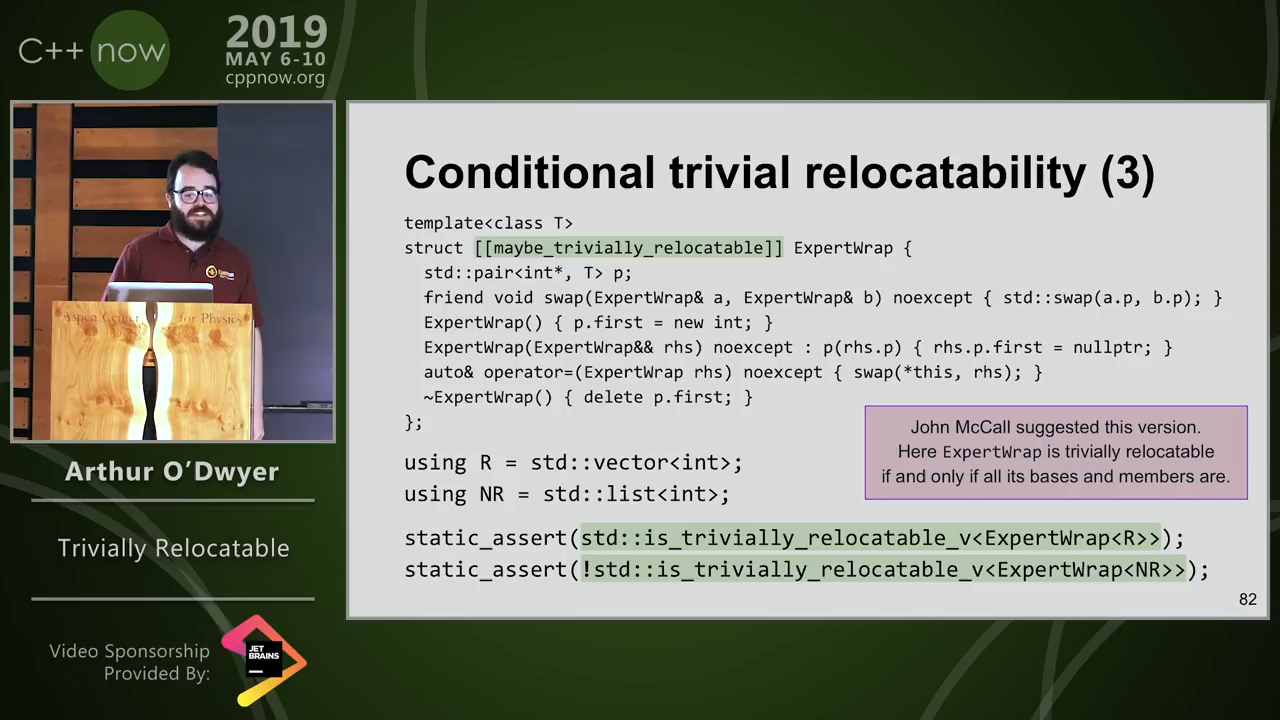 C++ now
2019
MAY 6-10
cppnow.org
Aspen Center for Physics
Arthur O’Dwyer
Trivially Relocatable
Video Sponsorship
Provided By:
JET
BRAINS
Conditional trivial relocatability (3)
template<class T>
struct [[maybe_trivially_relocatable]] ExpertWrap {
  std::pair<int*, T> p;
  friend void swap(ExpertWrap& a, ExpertWrap& b) noexcept { std::swap(a.p, b.p); }
  ExpertWrap() { p.first = new int; }
  ExpertWrap(ExpertWrap&& rhs) noexcept : p(rhs.p) { rhs.p.first = nullptr; }
  auto& operator=(ExpertWrap rhs) noexcept { swap(*this, rhs); }
  ~ExpertWrap() { delete p.first; }
};
John McCall suggested this version.
Here ExpertWrap is trivially relocatable
if and only if all its bases and members are.
using R = std::vector<int>;
using NR = std::list<int>;
static_assert(std::is_trivially_relocatable_v<ExpertWrap<R>>);
static_assert(!std::is_trivially_relocatable_v<ExpertWrap<NR>>);
82